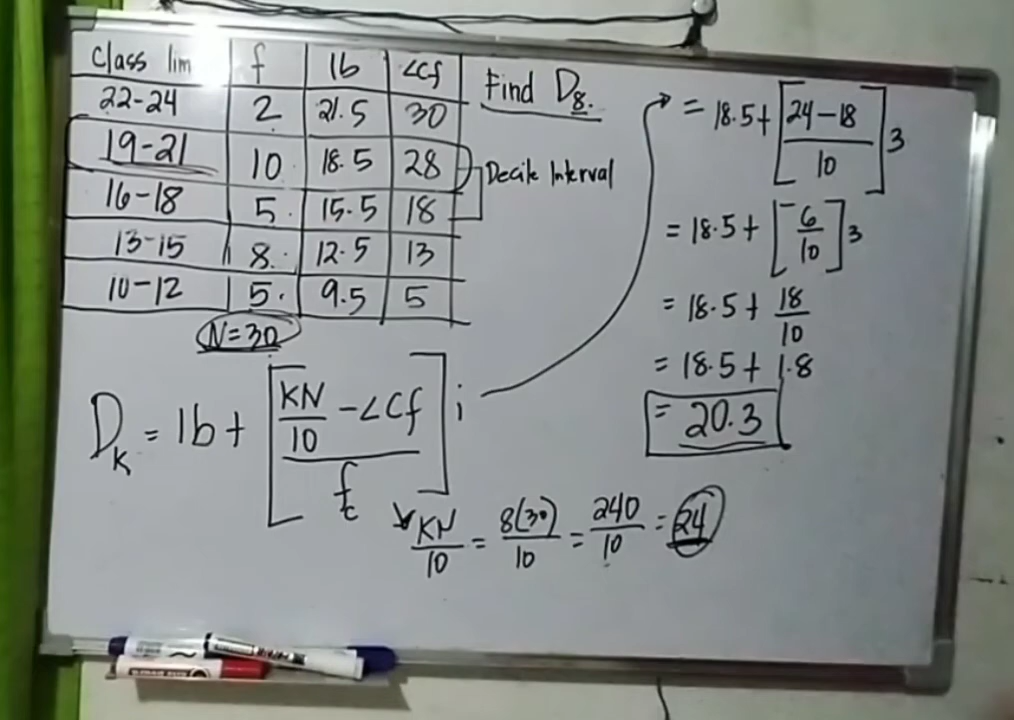 Class lim f lb <cf
22-24 2 21.5 30
19-21 10 18.5 28
16-18 5 15.5 18
13-15 8 12.5 13
10-12 5 9.5 5
N=30
Find D8.
Decile Interval
DK = lb + [KN/10 - <cf / f] i
KN/10 = 8(30)/10 = 240/10 = 24
= 18.5 + [24-18 / 10] 3
= 18.5 + [6/10] 3
= 18.5 + 18/10
= 18.5 + 1.8
= 20.3